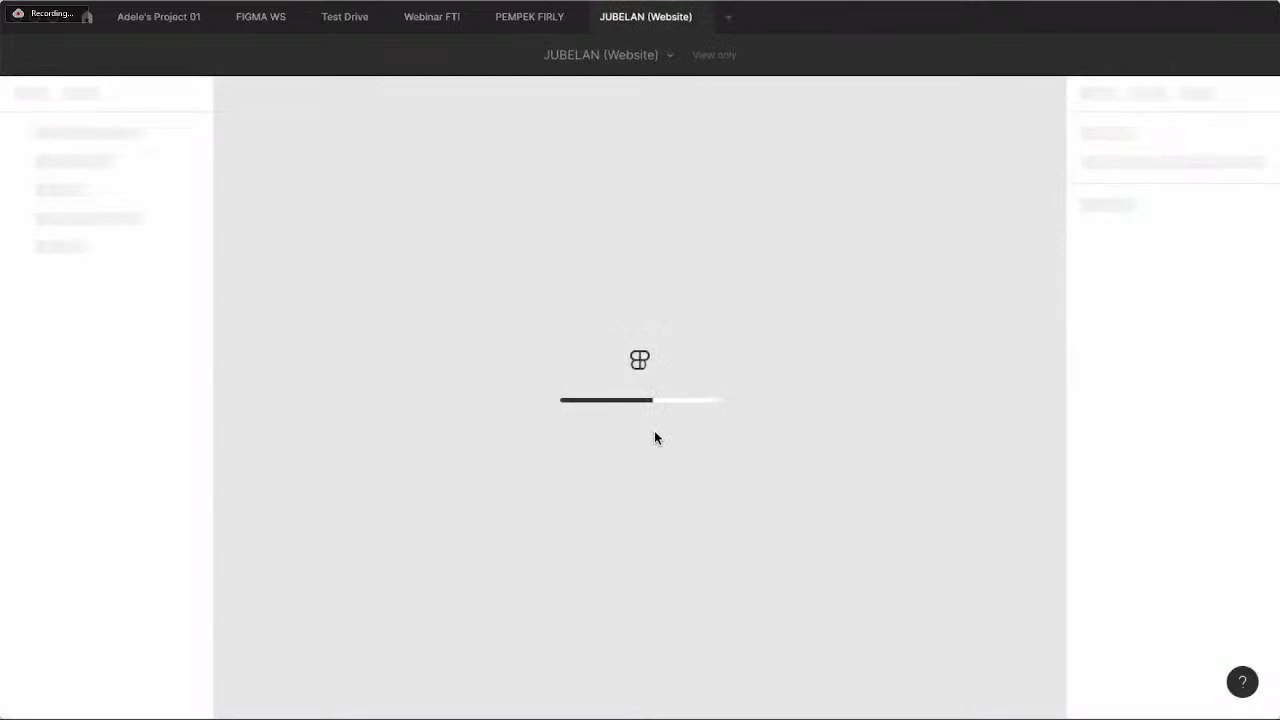 Recording...
Adele's Project 01
FIGMA WS
Test Drive
Webinar FTI
PEMPEK FIRLY
JUBELAN (Website)
JUBELAN (Website)
View only
?